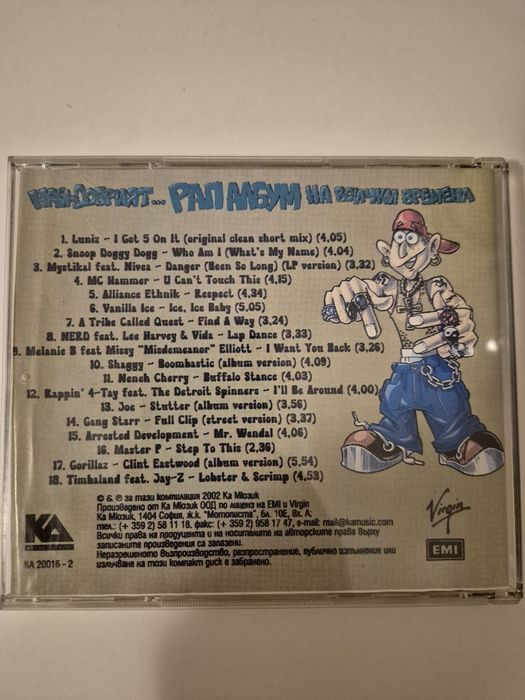 НАЙ-ДОБРИЯТ... РАП АЛБУМ НА ВСИЧКИ ВРЕМЕНА
1. Luniz - I Got 5 On It (original clean short mix) (4,05)
2. Snoop Doggy Dogg - Who Am I (What's My Name) (4,04)
3. Mystikal feat. Nivea - Danger (Been So Long) (LP version) (3,32)
4. MC Hammer - U Can't Touch This (4,15)
5. Alliance Ethnik - Respect (4,34)
6. Vanilla Ice - Ice, Ice Baby (5,05)
7. A Tribe Called Quest - Find A Way (3,24)
8. NERD feat. Lee Harvey & Vida - Lap Dance (3,33)
9. Melanie B feat Missy "Misdemeanor" Elliott - I Want You Back (3,26)
10. Shaggy - Boombastic (album version) (4,09)
11. Neneh Cherry - Buffalo Stance (4,03)
12. Rappin' 4-Tay feat. The Detroit Spinners - I'll Be Around (4,00)
13. Joe - Stutter (album version) (3,56)
14. Gang Starr - Full Clip (street version) (3,37)
15. Arrested Development - Mr. Wendal (4,06)
16. Master P - Step To This (2,36)
17. Gorillaz - Clint Eastwood (album version) (5,54)
18. Timbaland feat. Jay-Z - Lobster & Scrimp (4,53)
© & ℗ за тази компилация 2002 Ка Мюзик
Произведено от Ка Мюзик ООД по лиценз на EMI и Virgin
Ка Мюзик, 1404 София, ж.к. "Мотописта", бл. 10Е, вх. А;
тел.: (+ 359 2) 58 11 18. факс: (+ 359 2) 958 17 47, e-mail: mail@kamusic.com
Всички права на продуцента и на носителите на авторските права върху
записаните произведения са запазени.
Неразрешеното възпроизводство, разпространение, публично изпълнение или
излъчване на този компакт диск е забранено.
KA
KA 20016 - 2
Virgin
EMI